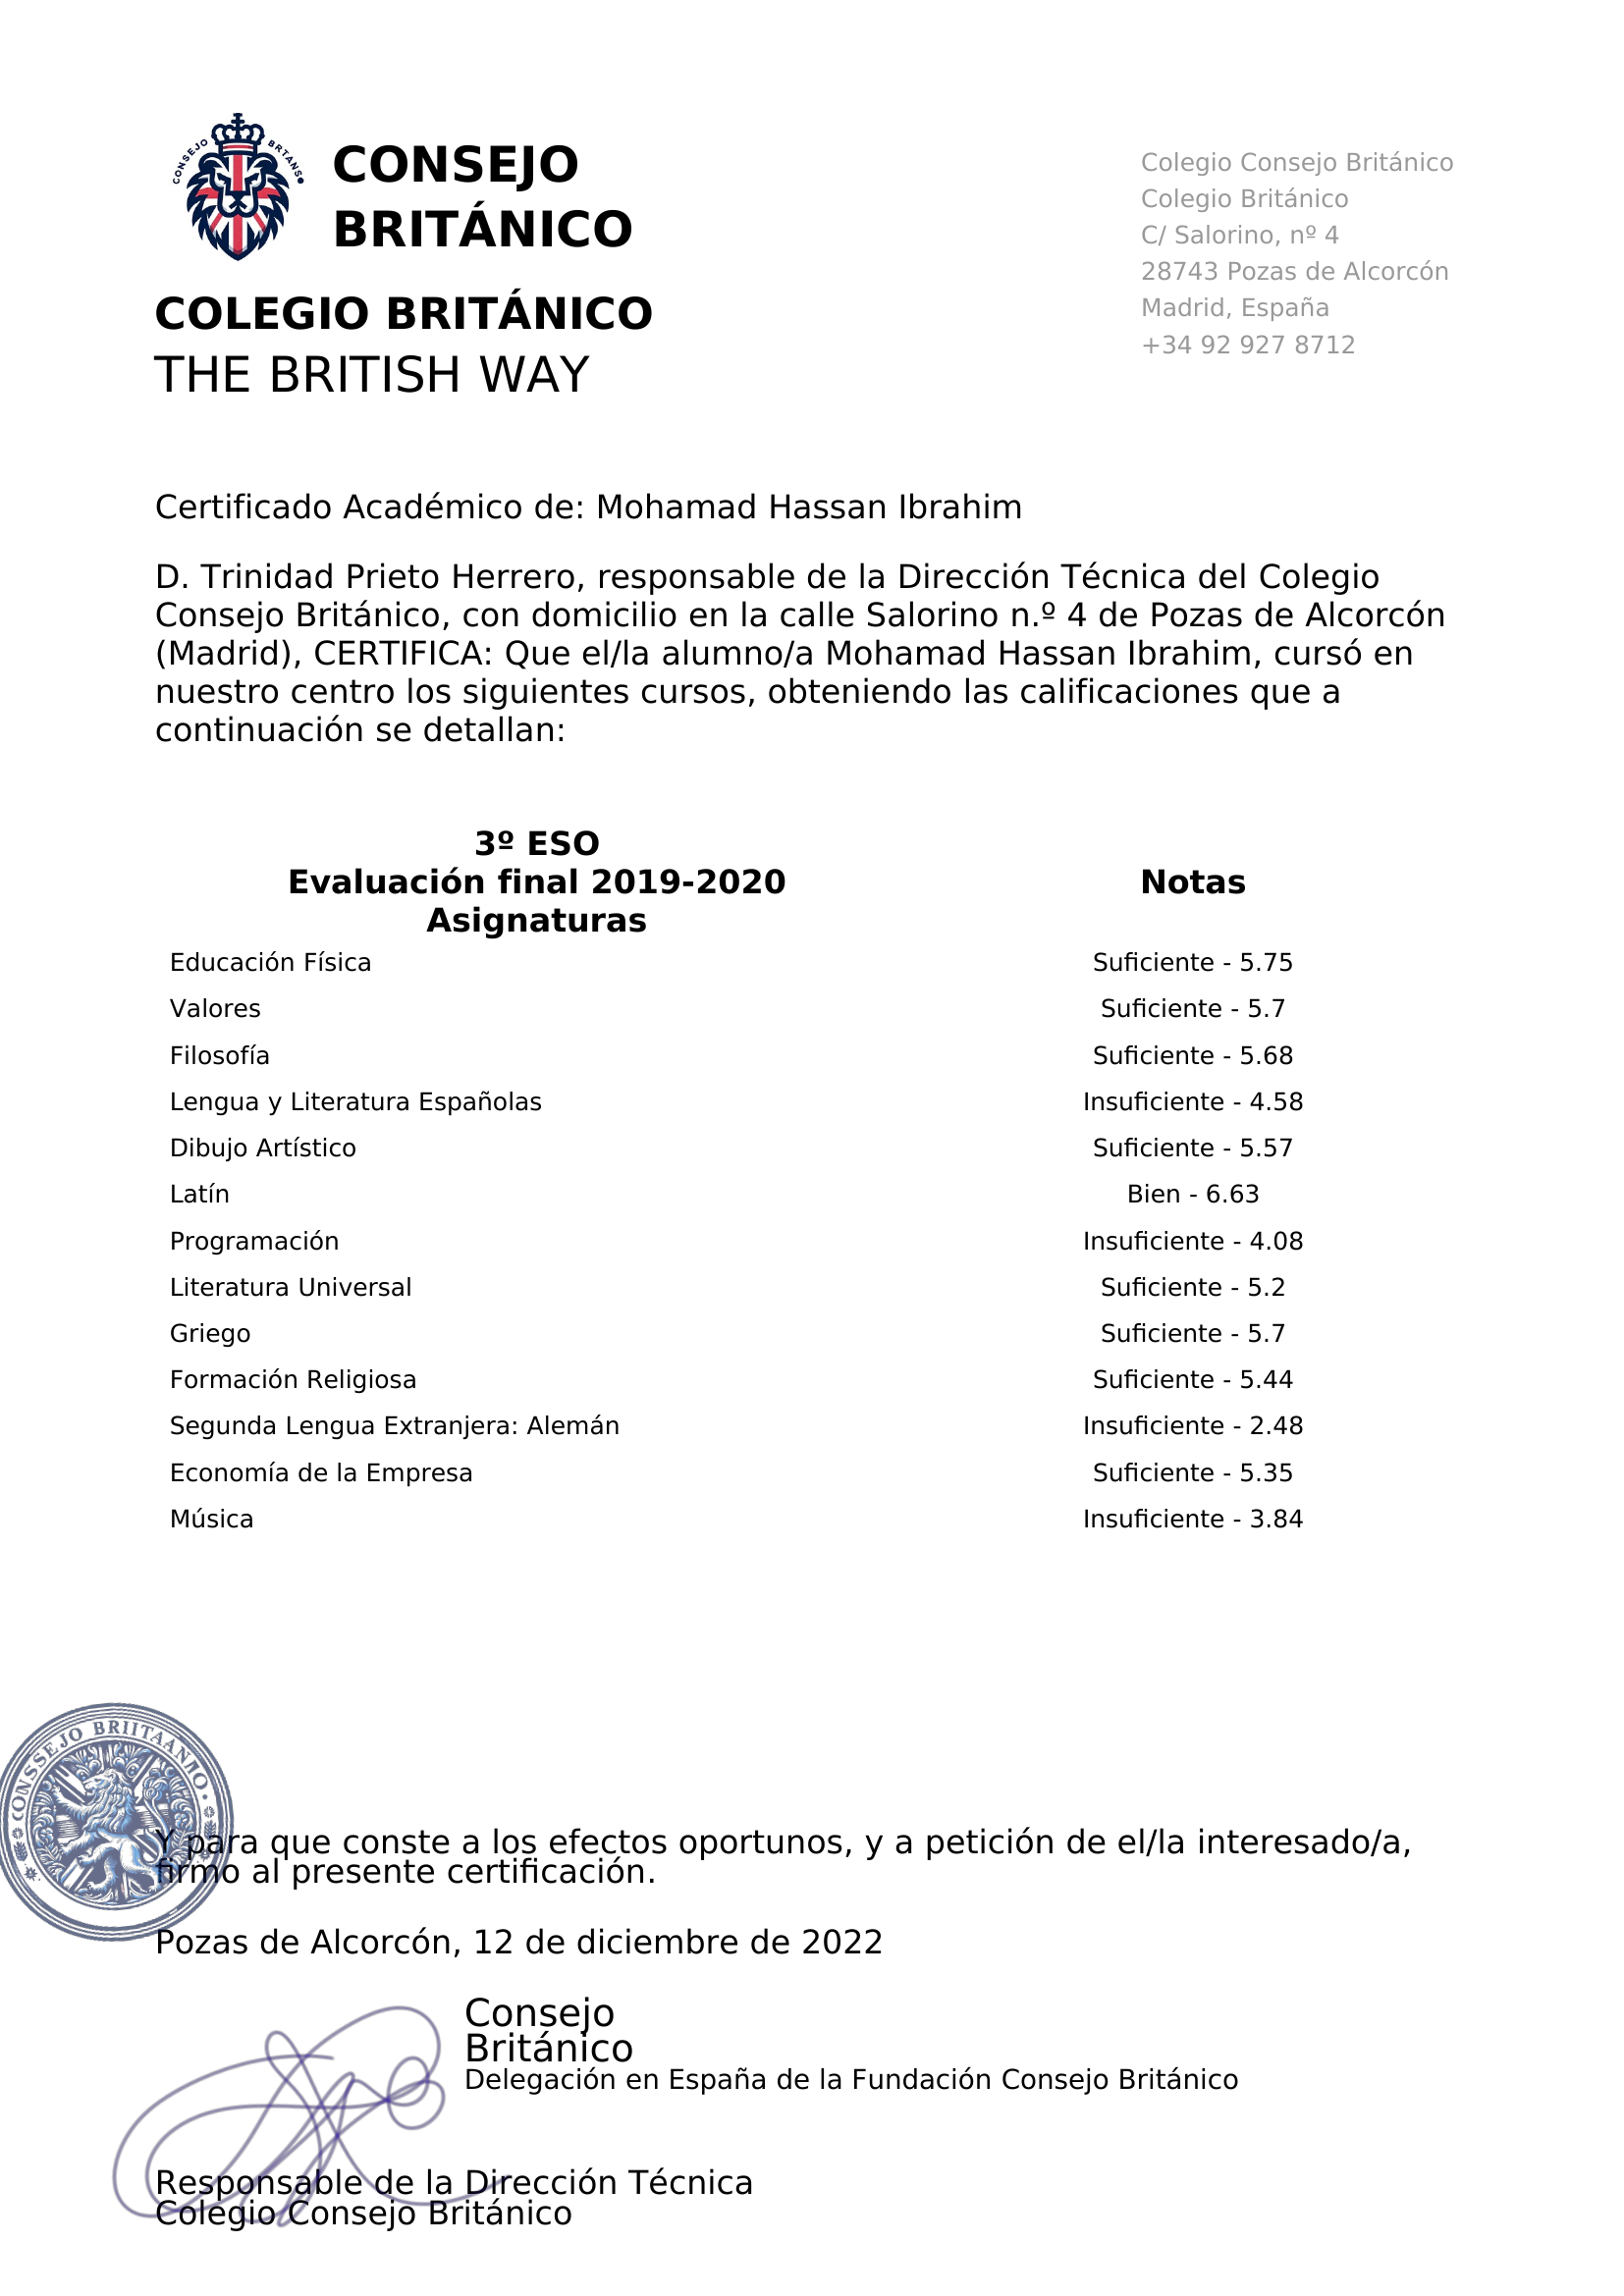 CONSEJO BRTANS
CONSEJO
BRITÁNICO
COLEGIO BRITÁNICO
THE BRITISH WAY
Colegio Consejo Británico
Colegio Británico
C/ Salorino, nº 4
28743 Pozas de Alcorcón
Madrid, España
+34 92 927 8712
Certificado Académico de: Mohamad Hassan Ibrahim
D. Trinidad Prieto Herrero, responsable de la Dirección Técnica del Colegio
Consejo Británico, con domicilio en la calle Salorino n.º 4 de Pozas de Alcorcón
(Madrid), CERTIFICA: Que el/la alumno/a Mohamad Hassan Ibrahim, cursó en
nuestro centro los siguientes cursos, obteniendo las calificaciones que a
continuación se detallan:
3º ESO
Evaluación final 2019-2020 Notas
Asignaturas
Educación Física Suficiente - 5.75
Valores Suficiente - 5.7
Filosofía Suficiente - 5.68
Lengua y Literatura Españolas Insuficiente - 4.58
Dibujo Artístico Suficiente - 5.57
Latín Bien - 6.63
Programación Insuficiente - 4.08
Literatura Universal Suficiente - 5.2
Griego Suficiente - 5.7
Formación Religiosa Suficiente - 5.44
Segunda Lengua Extranjera: Alemán Insuficiente - 2.48
Economía de la Empresa Suficiente - 5.35
Música Insuficiente - 3.84
CONSSEJO BRIITAANNO
Y para que conste a los efectos oportunos, y a petición de el/la interesado/a,
firmo al presente certificación.
Pozas de Alcorcón, 12 de diciembre de 2022
Consejo
Británico
Delegación en España de la Fundación Consejo Británico
Responsable de la Dirección Técnica
Colegio Consejo Británico